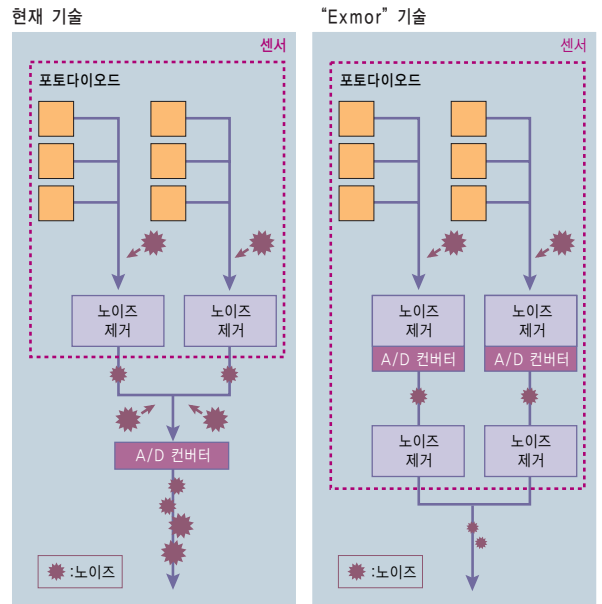 현재 기술
센서
포토다이오드
노이즈
제거
노이즈
제거
A/D 컨버터
:노이즈
“Exmor” 기술
센서
포토다이오드
노이즈
제거
A/D 컨버터
노이즈
제거
A/D 컨버터
노이즈
제거
노이즈
제거
:노이즈